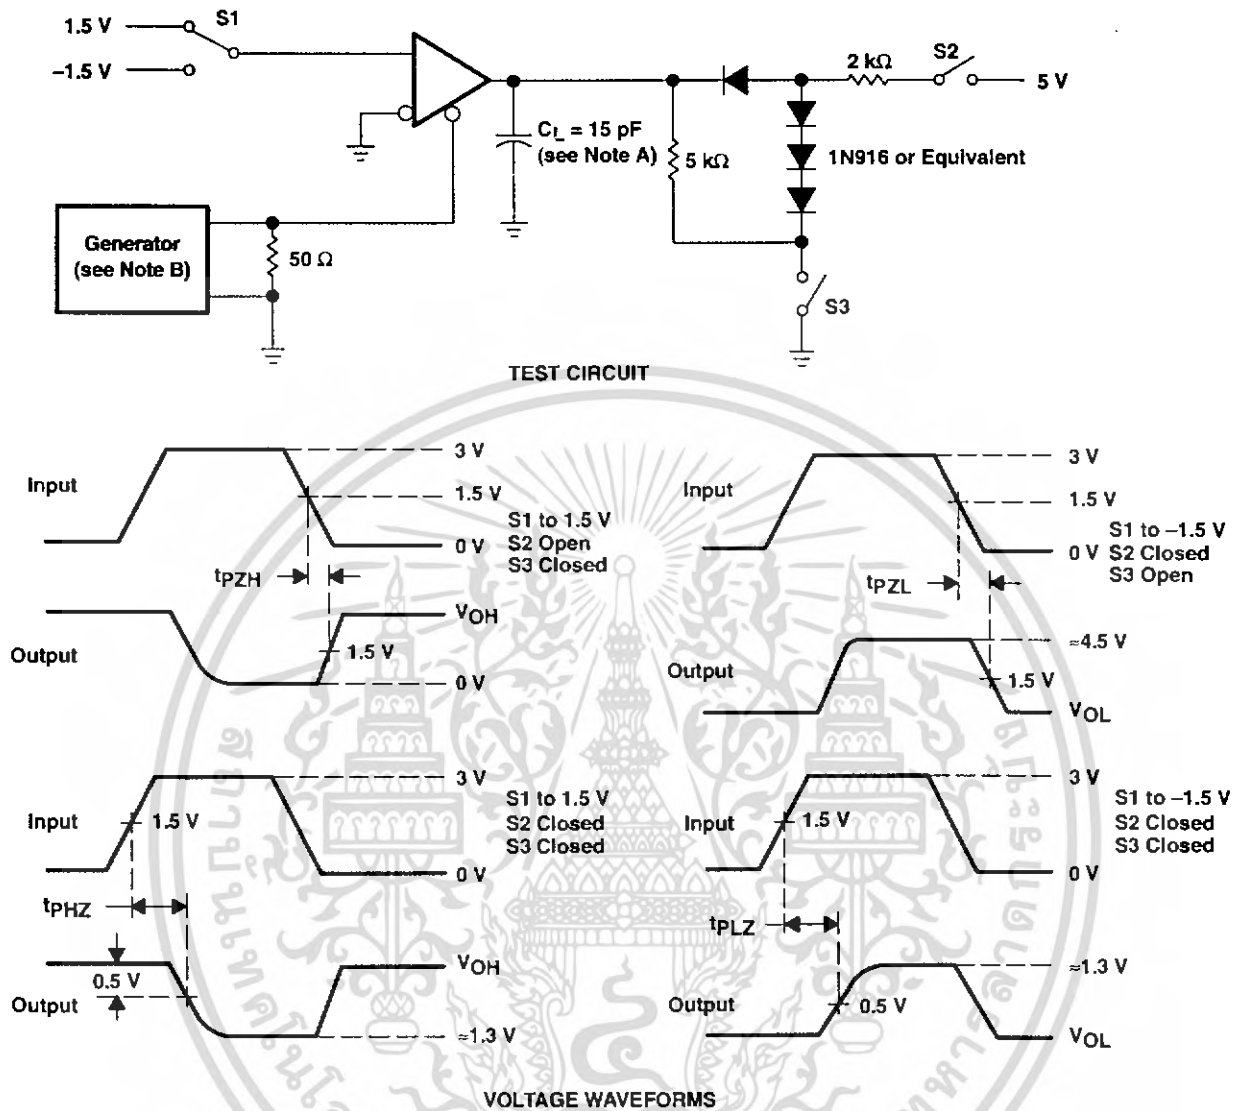 1.5 V
S1
–1.5 V
S2
2 kΩ
5 V
CL = 15 pF
(see Note A)
5 kΩ
1N916 or Equivalent
Generator
(see Note B)
50 Ω
S3
TEST CIRCUIT
Input
3 V
1.5 V
0 V
S1 to 1.5 V
S2 Open
S3 Closed
tPZH
Output
VOH
1.5 V
0 V
Input
3 V
1.5 V
0 V
S1 to –1.5 V
S2 Closed
S3 Open
tPZL
Output
≈4.5 V
1.5 V
VOL
Input
3 V
1.5 V
0 V
S1 to 1.5 V
S2 Closed
S3 Closed
tPHZ
0.5 V
Output
VOH
≈1.3 V
Input
3 V
1.5 V
0 V
S1 to –1.5 V
S2 Closed
S3 Closed
tPLZ
Output
≈1.3 V
0.5 V
VOL
VOLTAGE WAVEFORMS